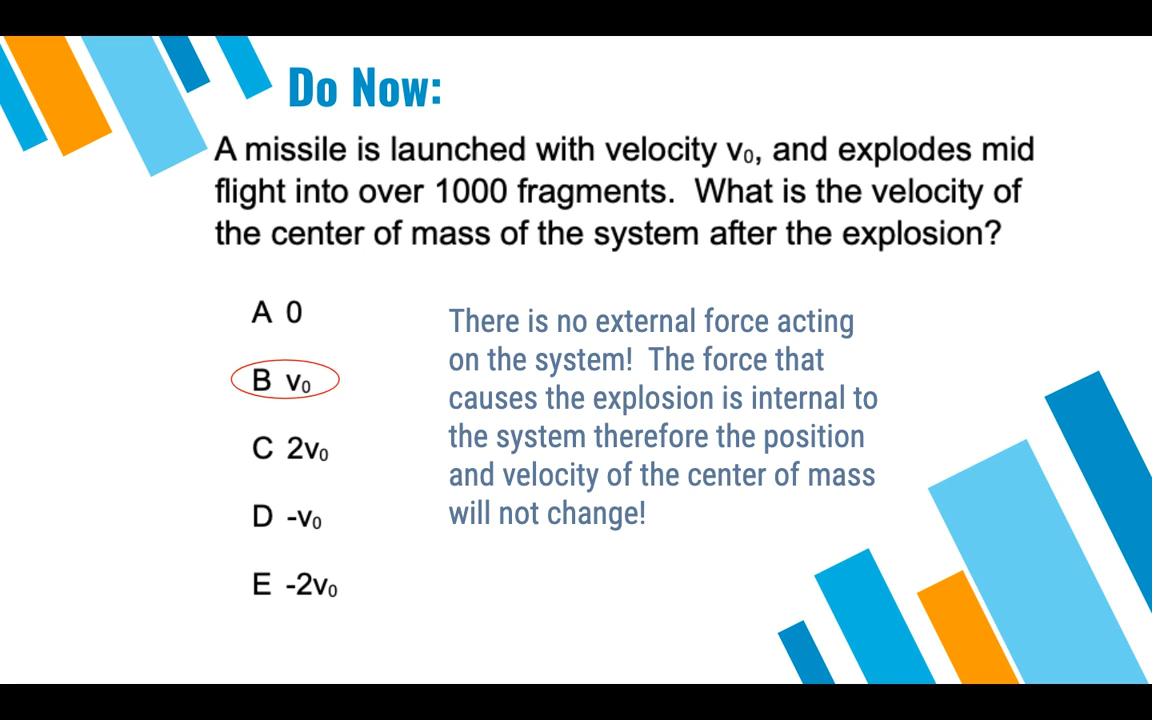 Do Now:
A missile is launched with velocity v₀, and explodes mid
flight into over 1000 fragments.  What is the velocity of
the center of mass of the system after the explosion?
A 0
B v₀
C 2v₀
D -v₀
E -2v₀
There is no external force acting
on the system!  The force that
causes the explosion is internal to
the system therefore the position
and velocity of the center of mass
will not change!